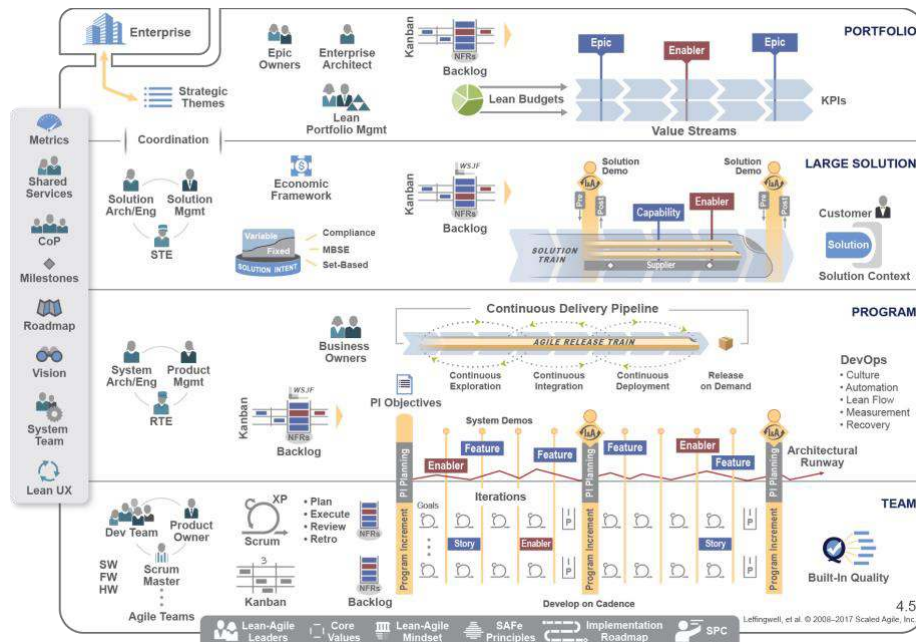 Enterprise
Epic
Owners
Enterprise
Architect
Kanban
NFRs
Backlog
Epic
Enabler
Epic
PORTFOLIO
Strategic
Themes
Lean
Portfolio Mgmt
Lean Budgets
Value Streams
KPIs
Metrics
Shared
Services
CoP
Milestones
Roadmap
Vision
System
Team
Lean UX
Coordination
Solution
Arch/Eng
Solution
Mgmt
STE
Economic
Framework
Variable
Fixed
SOLUTION INTENT
Compliance
MBSE
Set-Based
Kanban
WSJF
NFRs
Backlog
Solution
Demo
I&A
Pre
Post
Capability
Enabler
Solution
Demo
I&A
Pre
Post
SOLUTION
TRAIN
Supplier
LARGE SOLUTION
Customer
Solution
Solution Context
PROGRAM
System
Arch/Eng
Product
Mgmt
RTE
Business
Owners
Continuous Delivery Pipeline
AGILE RELEASE TRAIN
Continuous
Exploration
Continuous
Integration
Continuous
Deployment
Release
on Demand
DevOps
• Culture
• Automation
• Lean Flow
• Measurement
• Recovery
Kanban
WSJF
NFRs
Backlog
PI Objectives
System Demos
PI Planning
Enabler
Feature
Feature
I&A
PI Planning
Feature
Enabler
Feature
I&A
PI Planning
Architectural
Runway
TEAM
Dev Team
Product
Owner
Scrum
Master
SW
FW
HW
Agile Teams
XP
Scrum
• Plan
• Execute
• Review
• Retro
NFRs
Kanban
NFRs
Backlog
Program Increment
Goals
Iterations
Story
Enabler
I P
I P
Program Increment
Story
I P
I P
Program Increment
Develop on Cadence
Built-In Quality
4.5
Leffingwell, et al. © 2008–2017 Scaled Agile, Inc.
Lean-Agile
Leaders
Core
Values
Lean-Agile
Mindset
SAFe
Principles
Implementation
Roadmap
SPC